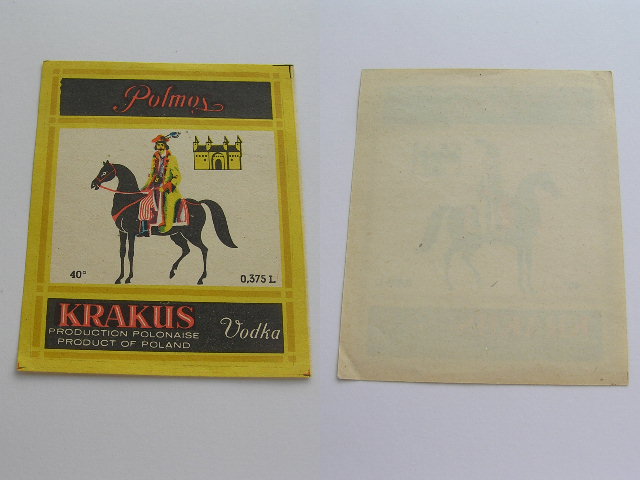 Polmos
40°
0,375 L
KRAKUS
Vodka
PRODUCTION POLONAISE
PRODUCT OF POLAND